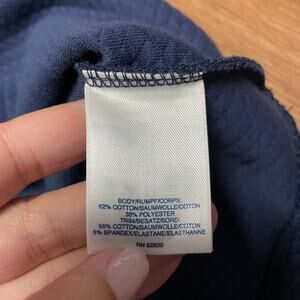 BODY/RUMPF/CORPS:
62% COTTON/BAUMWOLLE/COTON
38% POLYESTER
TRIM/BESATZ/BORD:
95% COTTON/BAUMWOLLE/COTON
5% SPANDEX/ELASTANE/ELASTHANNE
RN 62830